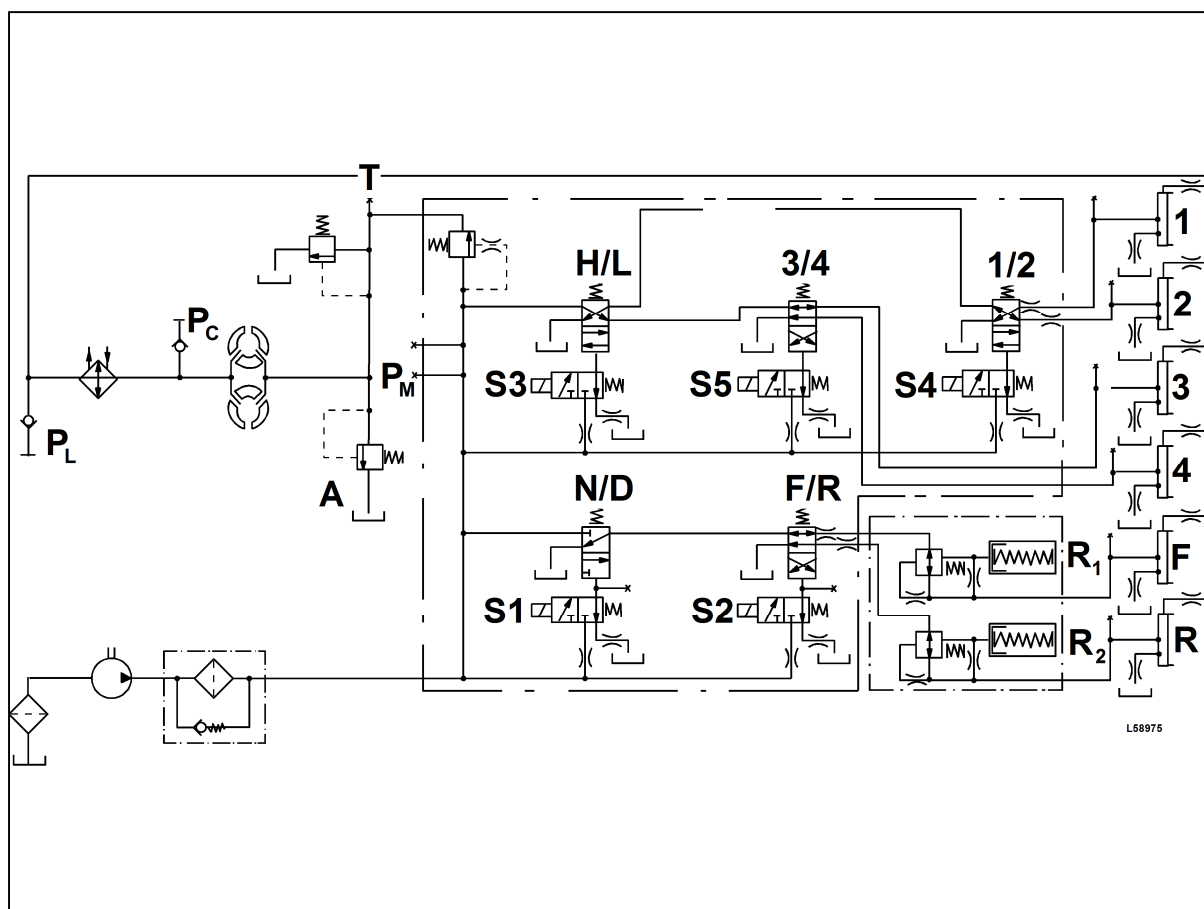 T
1
H/L 3/4 1/2
P_C
2
P_M
S3 S5 S4
3
P_L
4
A
N/D F/R
F
R_1
S1 S2
R_2
R
L58975